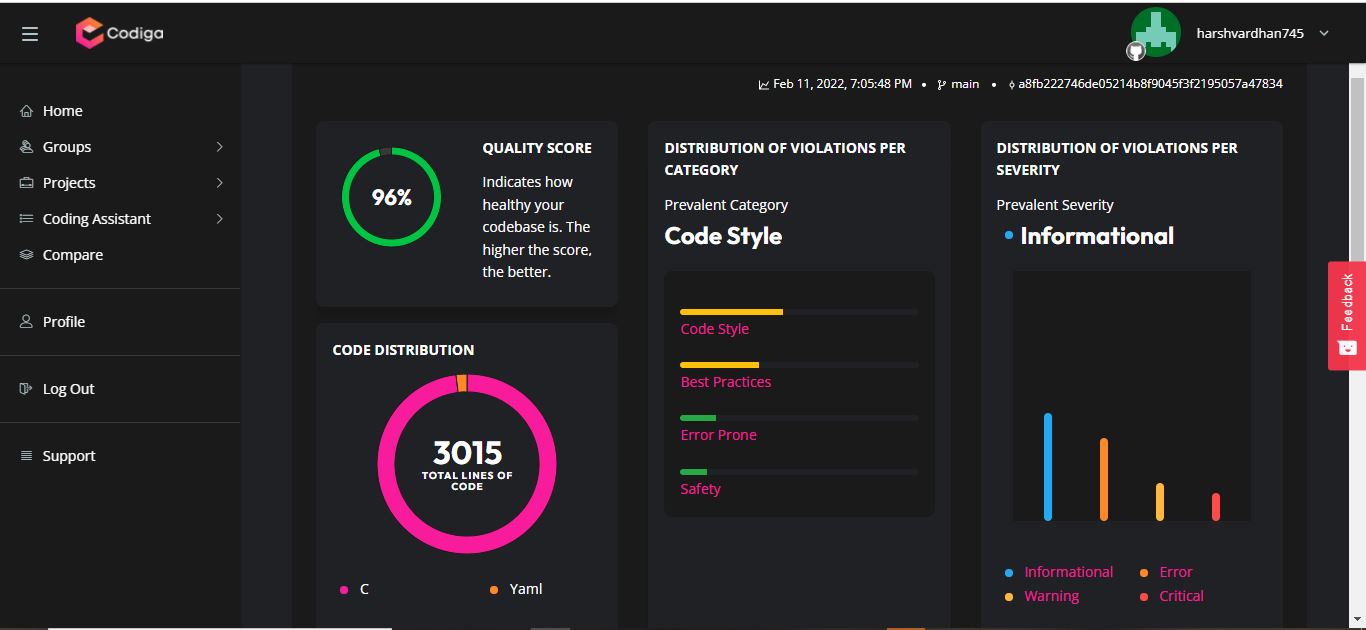 Codiga
harshvardhan745
Home
Groups
Projects
Coding Assistant
Compare
Profile
Log Out
Support
Feb 11, 2022, 7:05:48 PM • main • a8fb222746de05214b8f9045f3f2195057a47834
96%
QUALITY SCORE
Indicates how
healthy your
codebase is. The
higher the score,
the better.
CODE DISTRIBUTION
3015
TOTAL LINES OF
CODE
C
Yaml
DISTRIBUTION OF VIOLATIONS PER
CATEGORY
Prevalent Category
Code Style
Code Style
Best Practices
Error Prone
Safety
DISTRIBUTION OF VIOLATIONS PER
SEVERITY
Prevalent Severity
Informational
Informational
Error
Warning
Critical
Feedback